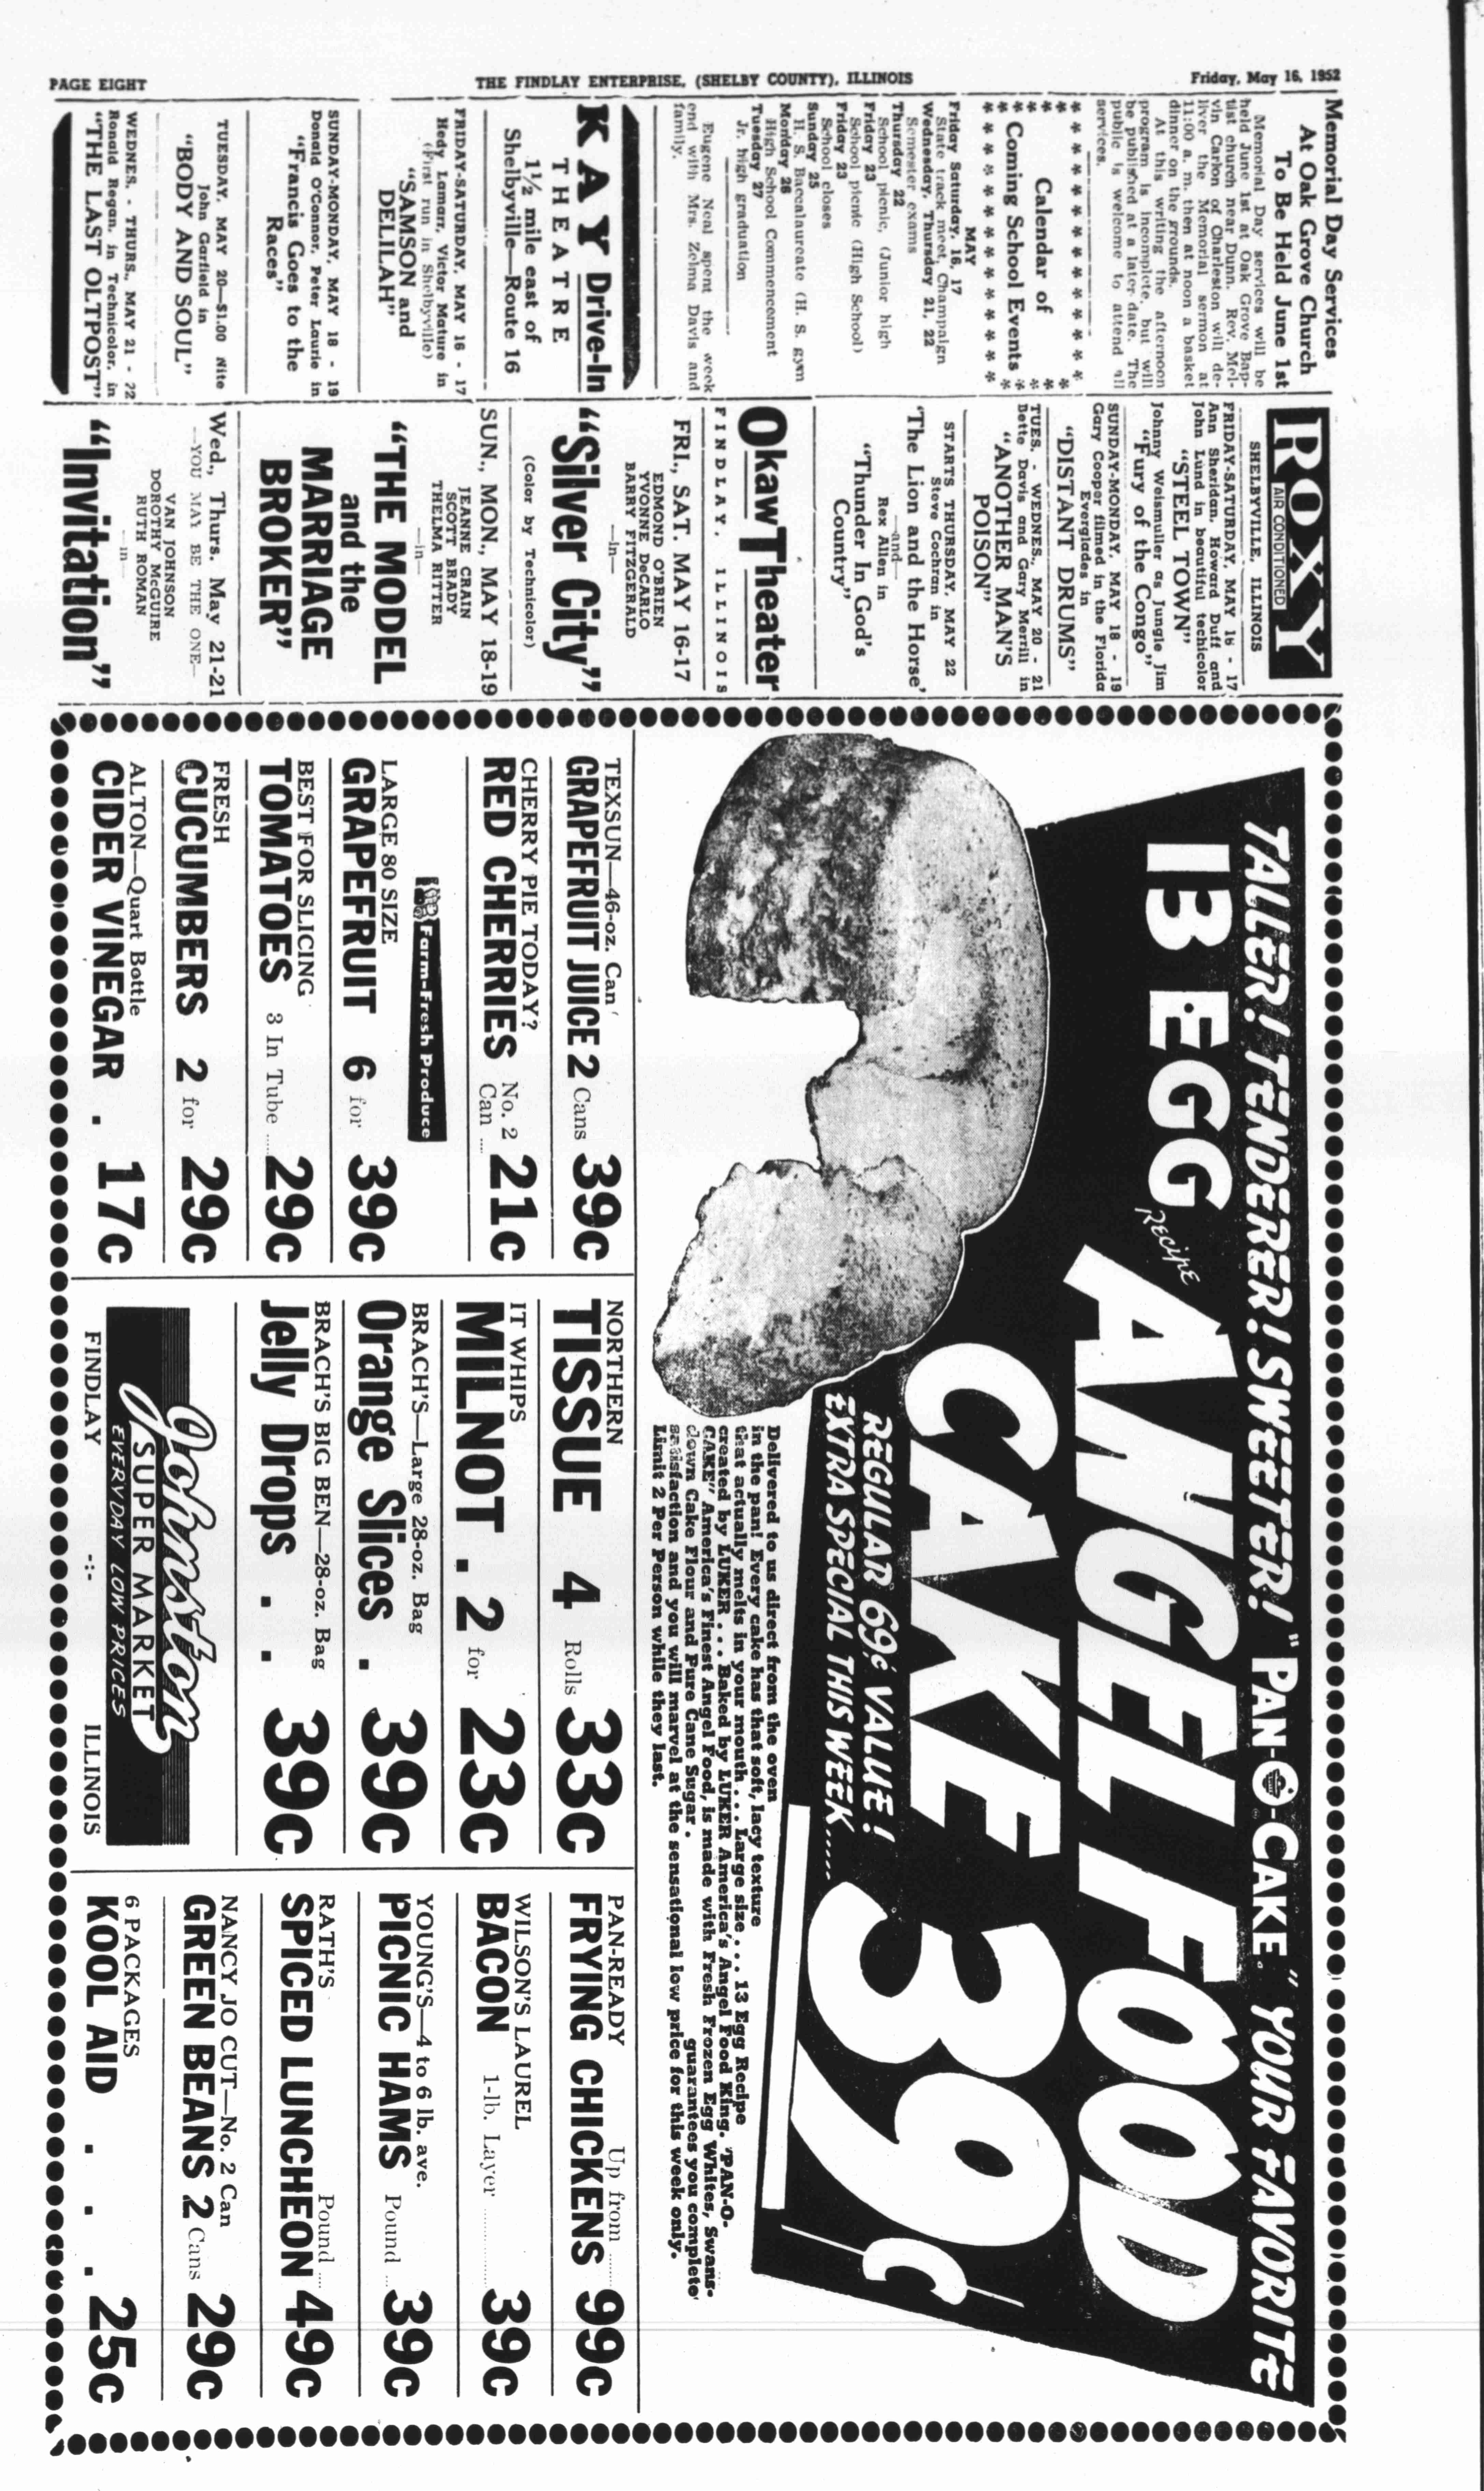 PAGE EIGHT
THE FINDLAY ENTERPRISE, (SHELBY COUNTY), ILLINOIS
Friday, May 16, 1952
Memorial Day Services
At Oak Grove Church
To Be Held June 1st
Memorial Day services will be
held June 1st at Oak Grove Bap-
tist church near Dunn. Rev. Mel-
vin Carbon of Charleston will de-
liver the Memorial sermon at
11:00 a. m. then at noon a basket
dinner on the grounds.
At this writing the afternoon
program is incomplete, but will
be published at a later date. The
public is welcome to attend all
services.
* * * * * * * * * * * * * * *
* Calendar of *
* Coming School Events *
* * * * * * * * * * * * * * *
MAY
Friday Saturday, 16, 17
State track meet, Champaign
Wednesday, Thursday 21, 22
Semester exams
Thursday 22
School picnic, (Junior high
Friday 23
School picnic (High School)
Friday 23
School closes
Sunday 25
H. S. Baccalaureate (H. S. gym
Monday 26
High School Commencement
Tuesday 27
Jr. high graduation
Eugene Neal spent the week
end with Mrs. Zelma Davis and
family.
KAY Drive-In
THEATRE
1½ mile east of
Shelbyville—Route 16
FRIDAY-SATURDAY, MAY 16 - 17
Hedy Lamarr, Victor Mature in
(First run in Shelbyville)
"SAMSON and
DELILAH"
SUNDAY-MONDAY, MAY 18 - 19
Donald O'Connor, Peter Laurie in
"Francis Goes to the
Races"
TUESDAY, MAY 20—$1.00 Nite
John Garfield in
"BODY AND SOUL"
WEDNES. - THURS., MAY 21 - 22
Ronald Regan, in Technicolor, in
"THE LAST OLTPOST"
ROXY
AIR CONDITIONED
SHELBYVILLE, ILLINOIS
FRIDAY-SATURDAY, MAY 16 - 17
Ann Sheridan, Howard Duff and
John Lund in beautiful technicolor
"STEEL TOWN"
Johnny Weismuller as Jungle Jim
"Fury of the Congo"
SUNDAY-MONDAY, MAY 18 - 19
Gary Cooper filmed in the Florida
Everglades in
"DISTANT DRUMS"
TUES. - WEDNES., MAY 20 - 21
Bette Davis and Gary Merrill in
"ANOTHER MAN'S
POISON"
STARTS THURSDAY, MAY 22
Steve Cochran in
'The Lion and the Horse'
—and—
Rex Allen in
"Thunder In God's
Country"
Okaw Theater
FINDLAY, ILLINOIS
FRI., SAT. MAY 16-17
EDMOND O'BRIEN
YVONNE DeCARLO
BARRY FITZGERALD
—in—
"Silver City"
(Color by Technicolor)
SUN., MON., MAY 18-19
JEANNE CRAIN
SCOTT BRADY
THELMA RITTER
—in—
"THE MODEL
and the
MARRIAGE
BROKER"
Wed., Thurs. May 21-21
—YOU MAY BE THE ONE—
VAN JOHNSON
DOROTHY McGUIRE
RUTH ROMAN
—in—
"Invitation"
TALLER! TENDERER! SWEETER! "PAN-O-CAKE." YOUR FAVORITE
13 EGG RECIPE ANGEL FOOD
CAKE 39c
REGULAR 69¢ VALUE!
EXTRA SPECIAL THIS WEEK.....
Delivered to us direct from the oven
in the pan! Every cake has that soft, lacy texture
that actually melts in your mouth . . . Large size . . . 13 Egg Recipe
created by LUKER . . . Baked by LUKER America's Angel Food King. 'PAN-O-
CAKE" America's Finest Angel Food, is made with Fresh Frozen Egg Whites, Swans-
down Cake Flour and Pure Cane Sugar . guarantees you complete
satisfaction and you will marvel at the sensational low price for this week only.
Limit 2 Per Person while they last.
TEXSUN—46-oz. Can
GRAPEFRUIT JUICE 2 Cans 39c
CHERRY PIE TODAY?
RED CHERRIES No. 2 Can .... 21c
Farm-Fresh Produce
LARGE 80 SIZE
GRAPEFRUIT 6 for 39c
BEST FOR SLICING
TOMATOES 3 In Tube .... 29c
FRESH
CUCUMBERS 2 for 29c
ALTON—Quart Bottle
CIDER VINEGAR . 17c
NORTHERN
TISSUE 4 Rolls 33c
IT WHIPS
MILNOT . 2 for 23c
BRACH'S—Large 28-oz. Bag
Orange Slices . 39c
BRACH'S BIG BEN—28-oz. Bag
Jelly Drops . . 39c
Johnston
SUPER MARKET
EVERYDAY LOW PRICES
FINDLAY -:- ILLINOIS
PAN-READY Up from ......
FRYING CHICKENS 99c
WILSON'S LAUREL
BACON 1-lb. Layer .......... 39c
YOUNG'S—4 to 6 lb. ave.
PICNIC HAMS Pound ... 39c
RATH'S Pound ....
SPICED LUNCHEON 49c
NANCY JO CUT—No. 2 Can
GREEN BEANS 2 Cans 29c
6 PACKAGES
KOOL AID . . . 25c